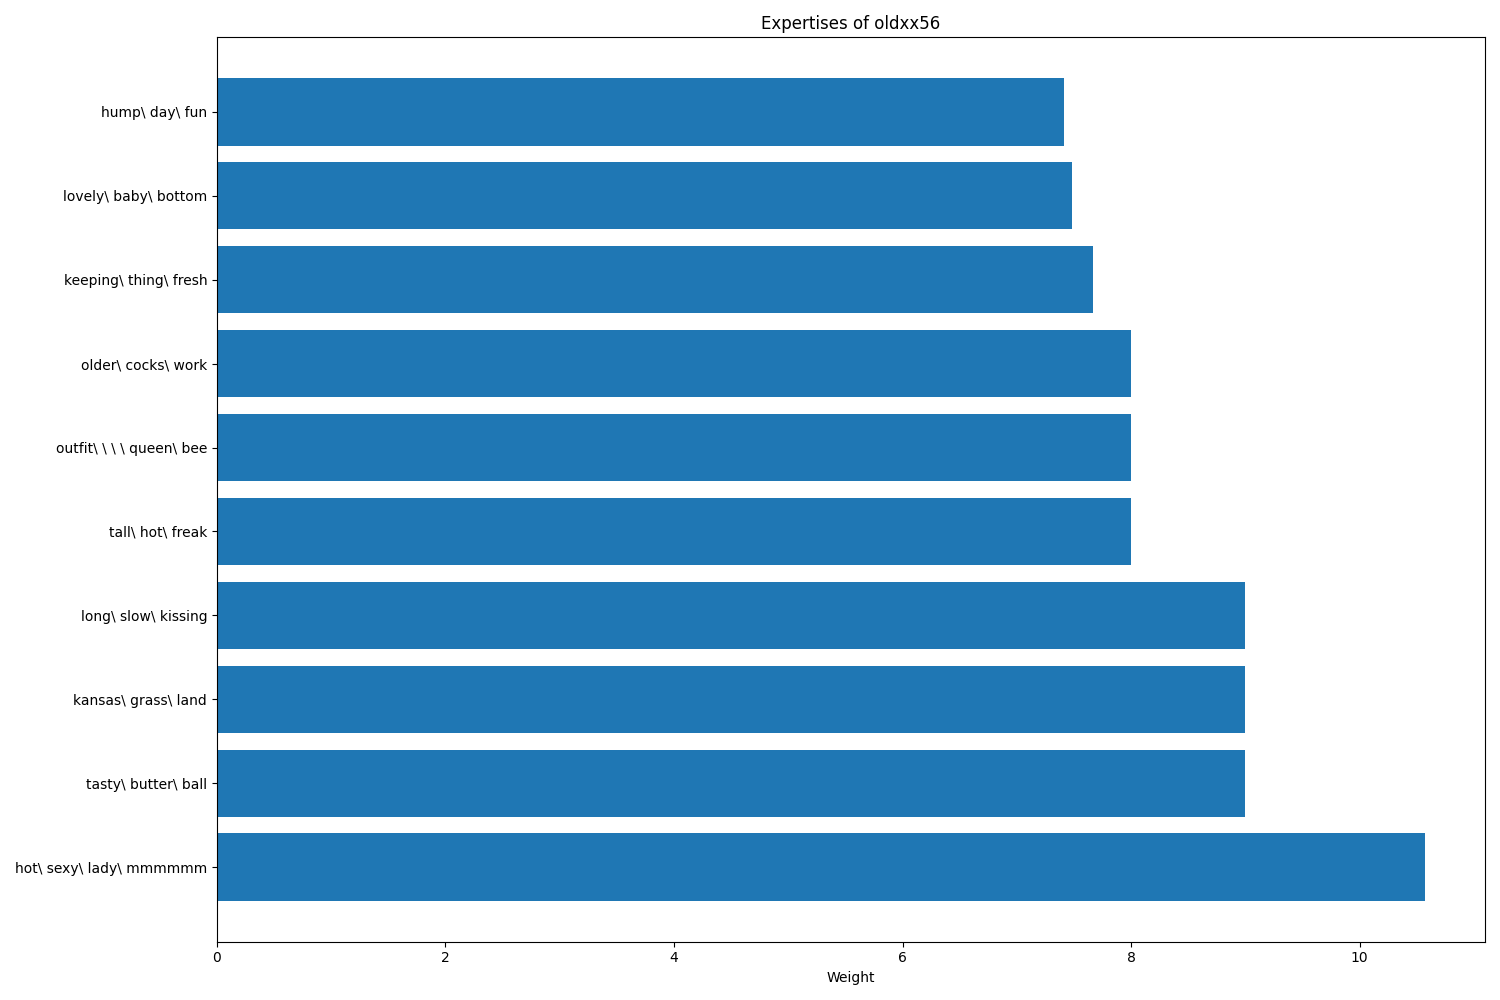 Expertises of oldxx56
hump\ day\ fun
lovely\ baby\ bottom
keeping\ thing\ fresh
older\ cocks\ work
outfit\ \ \ \ queen\ bee
tall\ hot\ freak
long\ slow\ kissing
kansas\ grass\ land
tasty\ butter\ ball
hot\ sexy\ lady\ mmmmmm
0 2 4 6 8 10
Weight